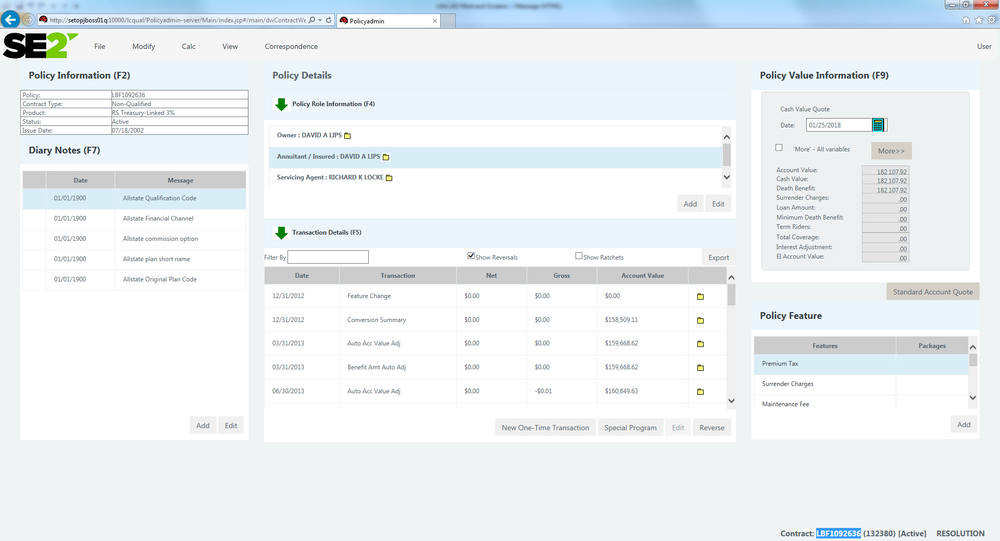 http://setopjboss01q:10000/lcqual/Policyadmin-server/Main/index.jsp#/main/dwContractWe
Policyadmin
SE2
File Modify Calc View Correspondence User
Policy Information (F2)
Policy: LBF1092636
Contract Type: Non-Qualified
Product: RS Treasury-Linked 3%
Status: Active
Issue Date: 07/18/2002
Diary Notes (F7)
Date Message
01/01/1900 Allstate Qualification Code
01/01/1900 Allstate Financial Channel
01/01/1900 Allstate commission option
01/01/1900 Allstate plan short name
01/01/1900 Allstate Original Plan Code
Add Edit
Policy Details
Policy Role Information (F4)
Owner : DAVID A LIPS
Annuitant / Insured : DAVID A LIPS
Servicing Agent : RICHARD K LOCKE
Add Edit
Transaction Details (F5)
Filter By Show Reversals Show Ratchets Export
Date Transaction Net Gross Account Value
12/31/2012 Feature Change $0.00 $0.00 $0.00
12/31/2012 Conversion Summary $0.00 $0.00 $158,509.11
03/31/2013 Auto Acc Value Adj $0.00 $0.00 $159,668.62
03/31/2013 Benefit Amt Auto Adj $0.00 $0.00 $159,668.62
06/30/2013 Auto Acc Value Adj $0.00 -$0.01 $160,849.63
New One-Time Transaction Special Program Edit Reverse
Policy Value Information (F9)
Cash Value Quote
Date: 01/25/2018
'More' - All variables More>>
Account Value: 182,107.92
Cash Value: 182,107.92
Death Benefit: 182,107.92
Surrender Charges: .00
Loan Amount: .00
Minimum Death Benefit: .00
Term Riders: .00
Total Coverage: .00
Interest Adjustment: .00
EI Account Value: .00
Standard Account Quote
Policy Feature
Features Packages
Premium Tax
Surrender Charges
Maintenance Fee
Add
Contract: LBF1092636 (132380) [Active] RESOLUTION